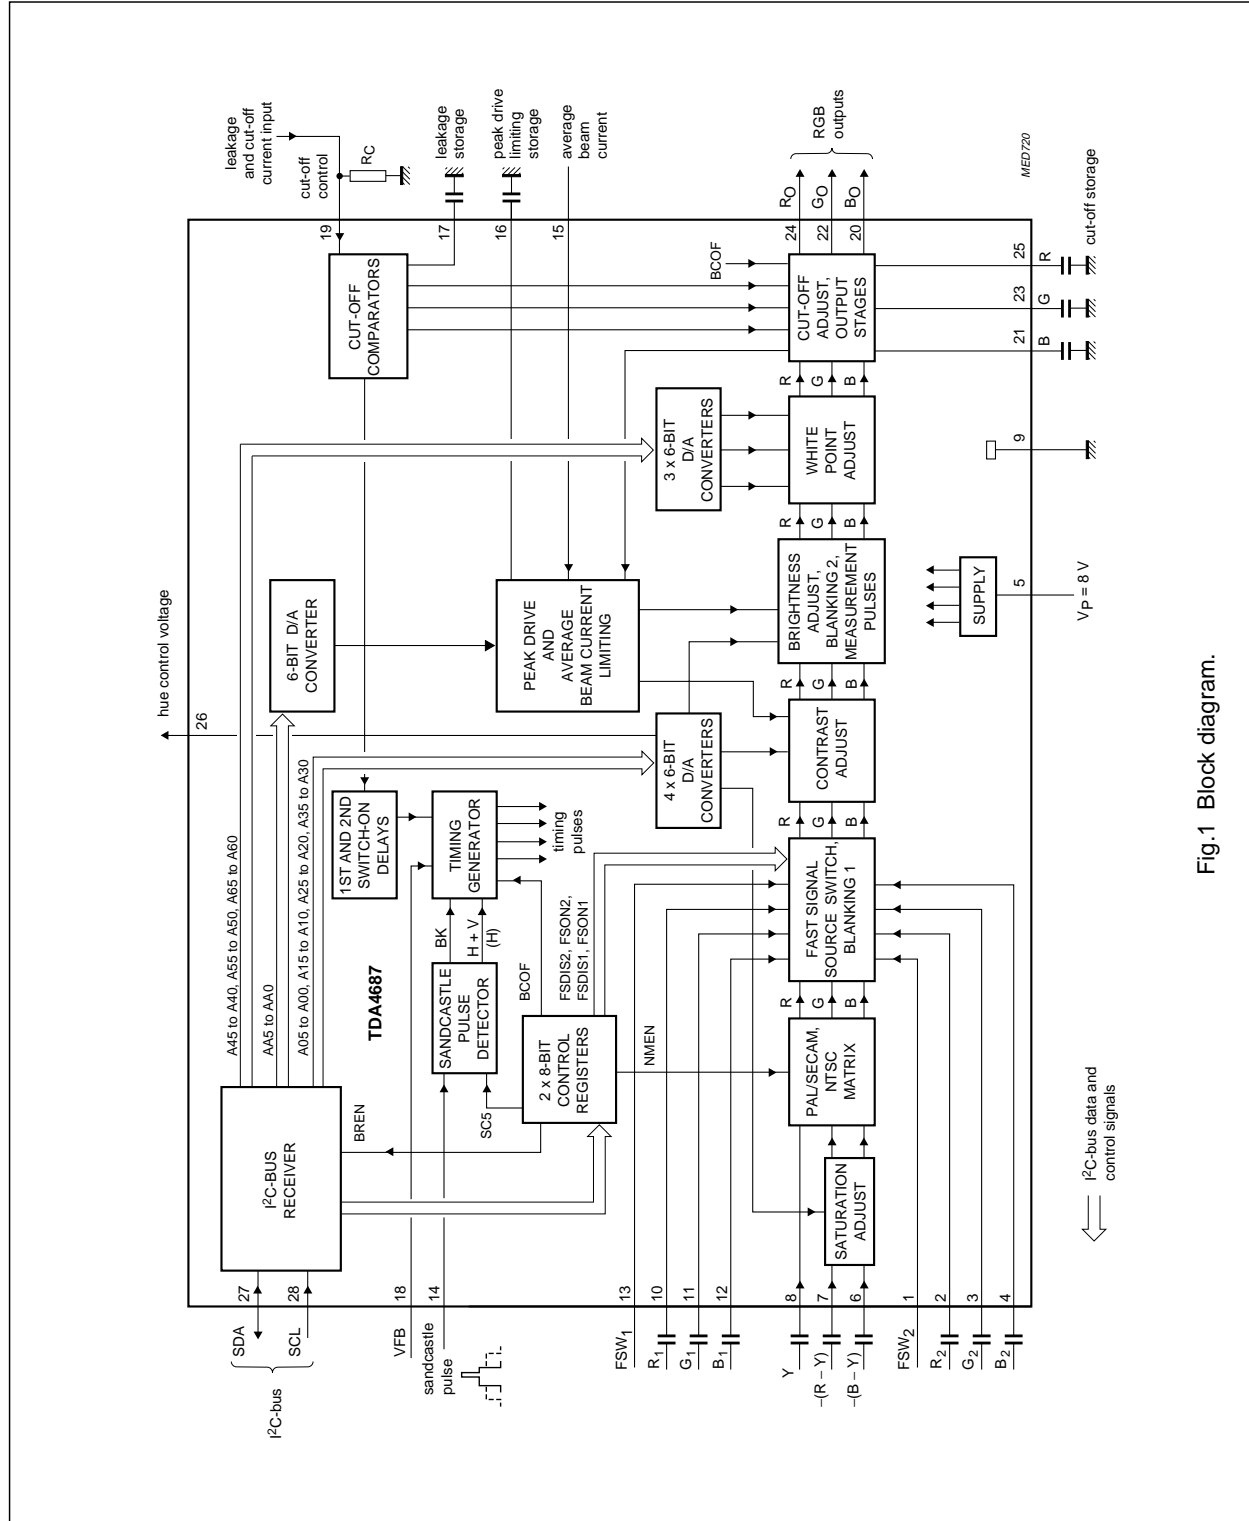 leakage
and cut-off
current input
cut-off
control
RC
leakage
storage
peak drive
limiting
storage
average
beam
current
RGB
outputs
MED720
RO
GO
BO
19
17
16
15
24
22
20
25
R
23
G
21
B
cut-off storage
CUT-OFF
COMPARATORS
BCOF
CUT-OFF
ADJUST,
OUTPUT
STAGES
R
G
B
3 x 6-BIT
D/A
CONVERTERS
WHITE
POINT
ADJUST
9
R
G
B
hue control voltage
26
6-BIT D/A
CONVERTER
PEAK DRIVE
AND
AVERAGE
BEAM CURRENT
LIMITING
BRIGHTNESS
ADJUST,
BLANKING 2,
MEASUREMENT
PULSES
SUPPLY
5
VP = 8 V
R
G
B
4 x 6-BIT
D/A
CONVERTERS
CONTRAST
ADJUST
R
G
B
1ST AND 2ND
SWITCH-ON
DELAYS
TIMING
GENERATOR
timing
pulses
FAST SIGNAL
SOURCE SWITCH,
BLANKING 1
R
G
B
A45 to A40, A55 to A50, A65 to A60
AA5 to AA0
A05 to A00, A15 to A10, A25 to A20, A35 to A30
TDA4687
BK
H + V
(H)
BCOF
FSDIS2, FSON2,
FSDIS1, FSON1
SANDCASTLE
PULSE
DETECTOR
2 x 8-BIT
CONTROL
REGISTERS
NMEN
PAL/SECAM,
NTSC
MATRIX
I2C-BUS
RECEIVER
BREN
SC5
SATURATION
ADJUST
I2C-bus data and
control signals
27
28
18
14
13
10
11
12
8
7
6
1
2
3
4
SDA
SCL
I2C-bus
VFB
sandcastle
pulse
FSW1
R1
G1
B1
Y
−(R − Y)
−(B − Y)
FSW2
R2
G2
B2
Fig.1 Block diagram.